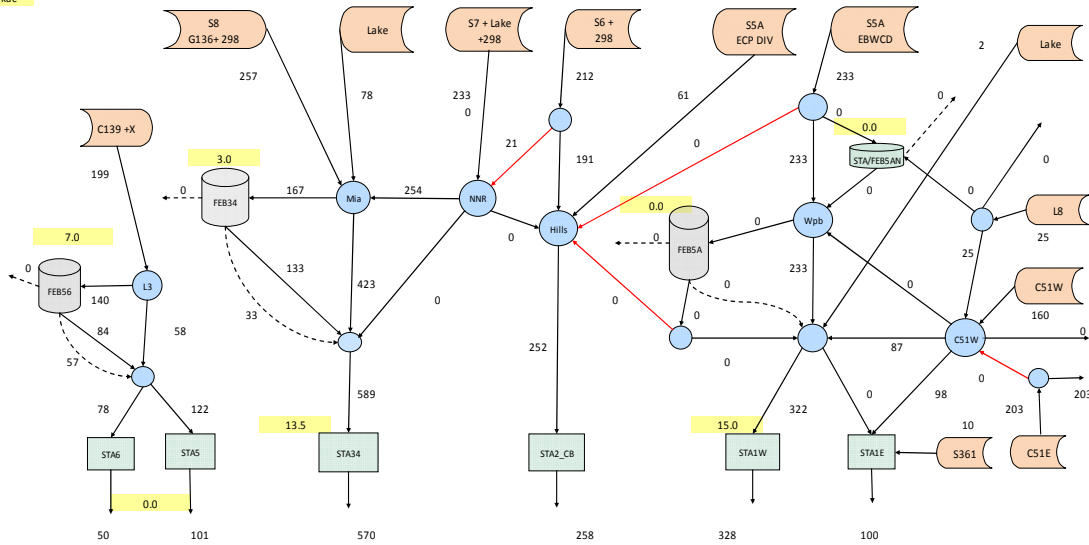 S8
G136+ 298
Lake
S7 + Lake
+298
S6 +
298
S5A
ECP DIV
S5A
EBWCD
2
Lake
257
78
233
0
212
61
233
0
0
0.0
C139 +X
21
191
0
233
STA/FEB5AN
0
199
3.0
0
167
FEB34
Mia
254
NNR
0
Hills
0.0
0
FEB5A
0
Wpb
0
L8
25
25
7.0
0
FEB56
140
L3
133
423
0
233
0
C51W
160
84
58
33
0
0
0
0
57
252
0
87
C51W
0
0
78
122
589
322
0
98
203
203
13.5
15.0
10
STA6
STA5
STA34
STA2_CB
STA1W
STA1E
S361
C51E
0.0
50
101
570
258
328
100